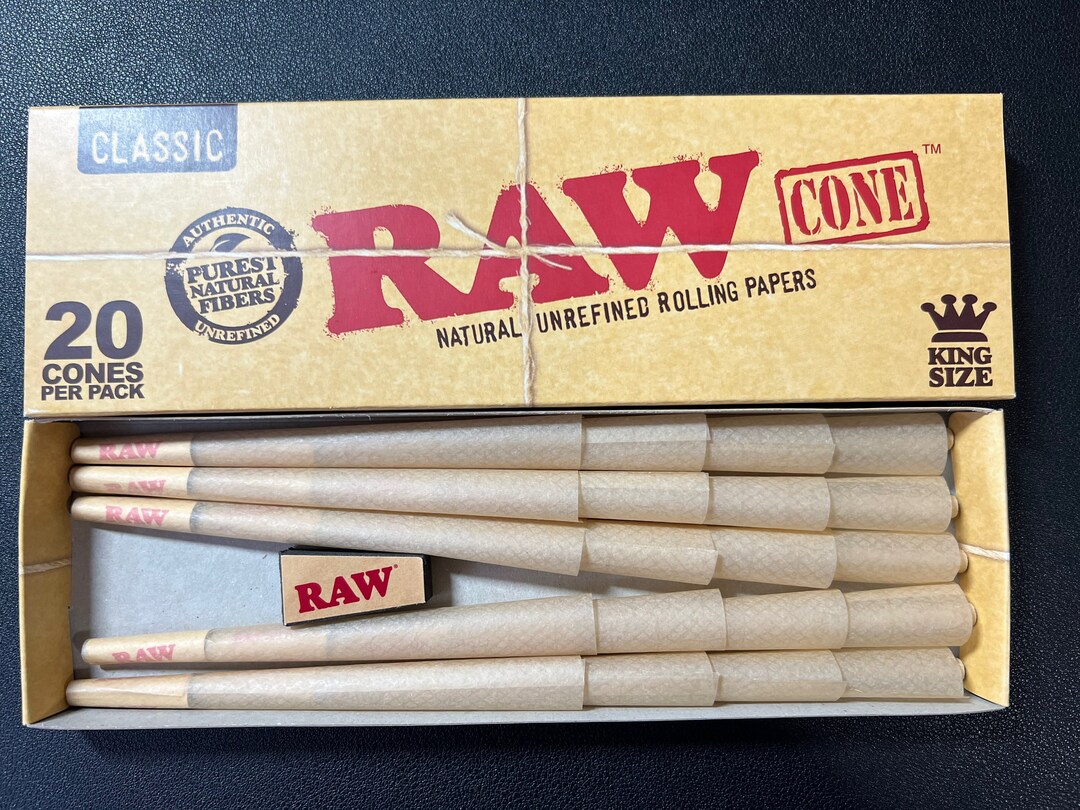 CLASSIC
RAW
CONE
™
AUTHENTIC
PUREST
NATURAL
FIBERS
UNREFINED
NATURAL UNREFINED ROLLING PAPERS
20
CONES
PER PACK
KING
SIZE
RAW
RAW
RAW
RAW®
RAW